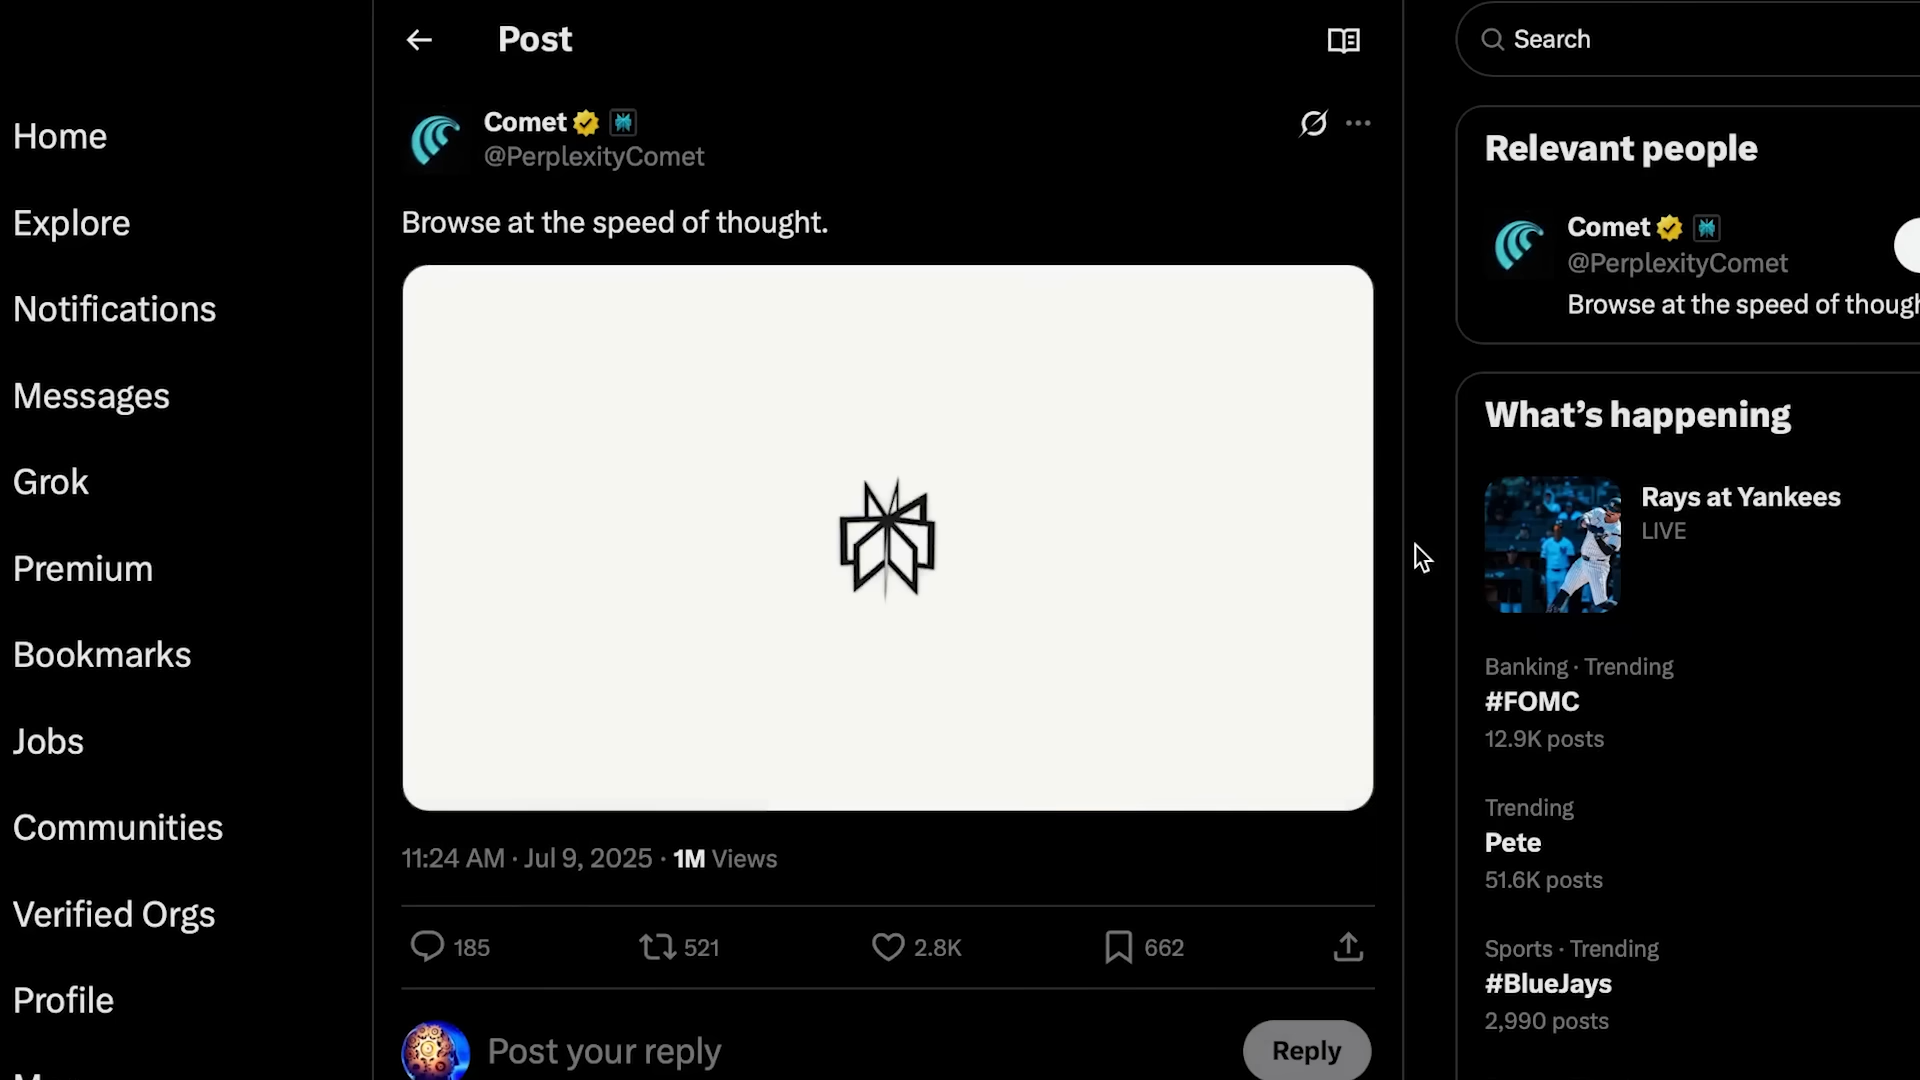 Home
Explore
Notifications
Messages
Grok
Premium
Bookmarks
Jobs
Communities
Verified Orgs
Profile
Post
Comet
@PerplexityComet
Browse at the speed of thought.
11:24 AM · Jul 9, 2025 · 1M Views
185 521 2.8K 662
Post your reply
Reply
Search
Relevant people
Comet
@PerplexityComet
Browse at the speed of though
What’s happening
Rays at Yankees
LIVE
Banking · Trending
#FOMC
12.9K posts
Trending
Pete
51.6K posts
Sports · Trending
#BlueJays
2,990 posts